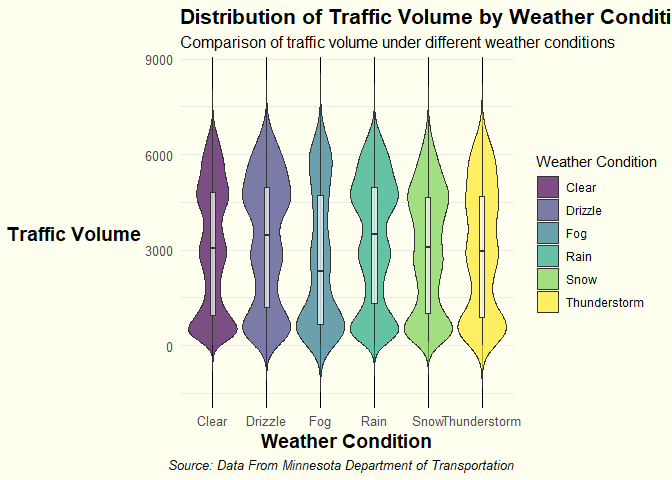 Distribution of Traffic Volume by Weather Conditi
Comparison of traffic volume under different weather conditions
9000
6000
3000
0
Traffic Volume
Clear Drizzle Fog Rain Snow Thunderstorm
Weather Condition
Source: Data From Minnesota Department of Transportation
Weather Condition
Clear
Drizzle
Fog
Rain
Snow
Thunderstorm